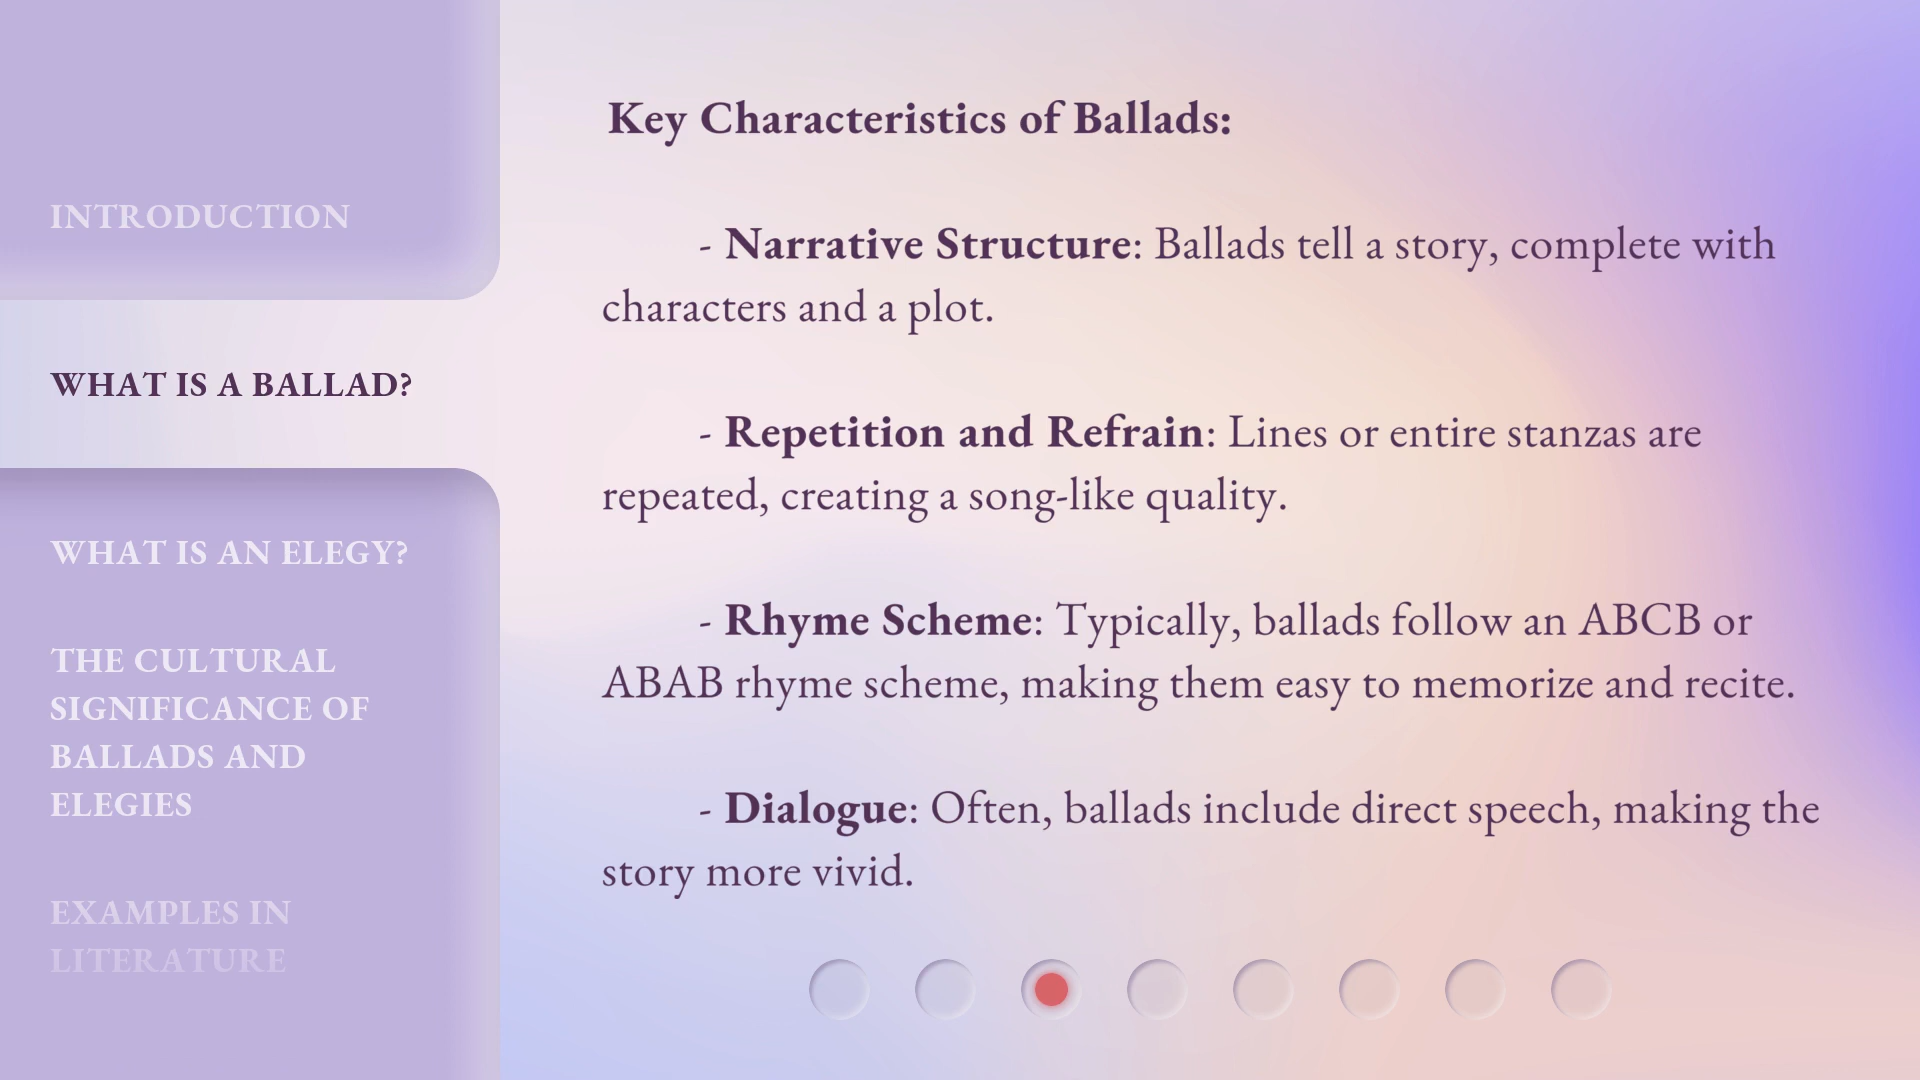 INTRODUCTION
WHAT IS A BALLAD?
WHAT IS AN ELEGY?
THE CULTURAL
SIGNIFICANCE OF
BALLADS AND
ELEGIES
EXAMPLES IN
LITERATURE
Key Characteristics of Ballads:
- Narrative Structure: Ballads tell a story, complete with
characters and a plot.
- Repetition and Refrain: Lines or entire stanzas are
repeated, creating a song-like quality.
- Rhyme Scheme: Typically, ballads follow an ABCB or
ABAB rhyme scheme, making them easy to memorize and recite.
- Dialogue: Often, ballads include direct speech, making the
story more vivid.